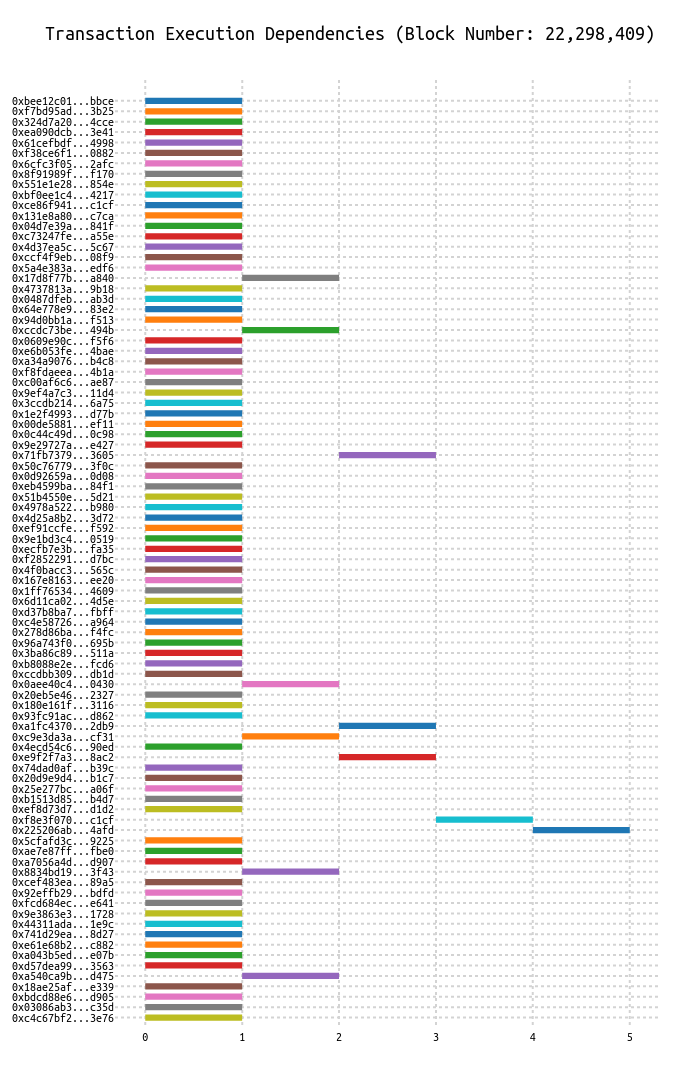 Transaction Execution Dependencies (Block Number: 22,298,409)
0xbee12c01...bbce
0xf7bd95ad...3b25
0x324d7a20...4cce
0xea090dcb...3e41
0x61cefbdf...4998
0xf38ce6f1...0882
0x6cfc3f05...2afc
0x8f91989f...f170
0x551e1e28...854e
0xbf0ee1c4...4217
0xce86f941...c1cf
0x131e8a80...c7ca
0x04d7e39a...841f
0xc73247fe...a55e
0x4d37ea5c...5c67
0xccf4f9eb...08f9
0x5a4e383a...edf6
0x17d8f77b...a840
0x4737813a...9b18
0x0487dfeb...ab3d
0x64e778e9...83e2
0x94d0bb1a...f513
0xccdc73be...494b
0x0609e90c...f5f6
0xe6b053fe...4bae
0xa34a9076...b4c8
0xf8fdaeea...4b1a
0xc00af6c6...ae87
0x9ef4a7c3...11d4
0x3ccdb214...6a75
0x1e2f4993...d77b
0x00de5881...ef11
0x0c44c49d...0c98
0x9e29727a...e427
0x71fb7379...3605
0x50c76779...3f0c
0x0d92659a...0d08
0xeb4599ba...84f1
0x51b4550e...5d21
0x4978a522...b980
0x4d25a8b2...3d72
0xef91ccfe...f592
0x9e1bd3c4...0519
0xecfb7e3b...fa35
0xf2852291...d7bc
0x4f0bacc3...565c
0x167e8163...ee20
0x1ff76534...4609
0x6d11ca02...4d5e
0xd37b8ba7...fbff
0xc4e58726...a964
0x278d86ba...f4fc
0x96a743f0...695b
0x3ba86c89...511a
0xb8088e2e...fcd6
0xccdbb309...db1d
0x0aee40c4...0430
0x20eb5e46...2327
0x180e161f...3116
0x93fc91ac...d862
0xa1fc4370...2db9
0xc9e3da3a...cf31
0x4ecd54c6...90ed
0xe9f2f7a3...8ac2
0x74dad0af...b39c
0x20d9e9d4...b1c7
0x25e277bc...a06f
0xb1513d85...b4d7
0xef8d73d7...d1d2
0xf8e3f070...c1cf
0x225206ab...4afd
0x5cfafd3c...9225
0xae7e87ff...fbe0
0xa7056a4d...d907
0x8834bd19...3f43
0xcef483ea...89a5
0x92effb29...bdfd
0xfcd684ec...e641
0x9e3863e3...1728
0x44311ada...1e9c
0x741d29ea...8d27
0xe61e68b2...c882
0xa043b5ed...e07b
0xd57dea99...3563
0xa540ca9b...d475
0x18ae25af...e339
0xbdcd88e6...d905
0x03086ab3...c35d
0xc4c67bf2...3e76
0 1 2 3 4 5